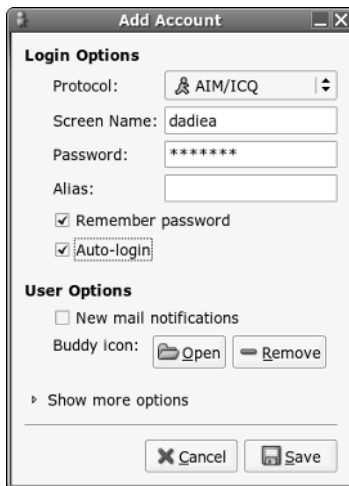 Add Account
Login Options
Protocol: AIM/ICQ
Screen Name: dadiea
Password: *******
Alias:
Remember password
Auto-login
User Options
New mail notifications
Buddy icon: Open Remove
Show more options
Cancel Save